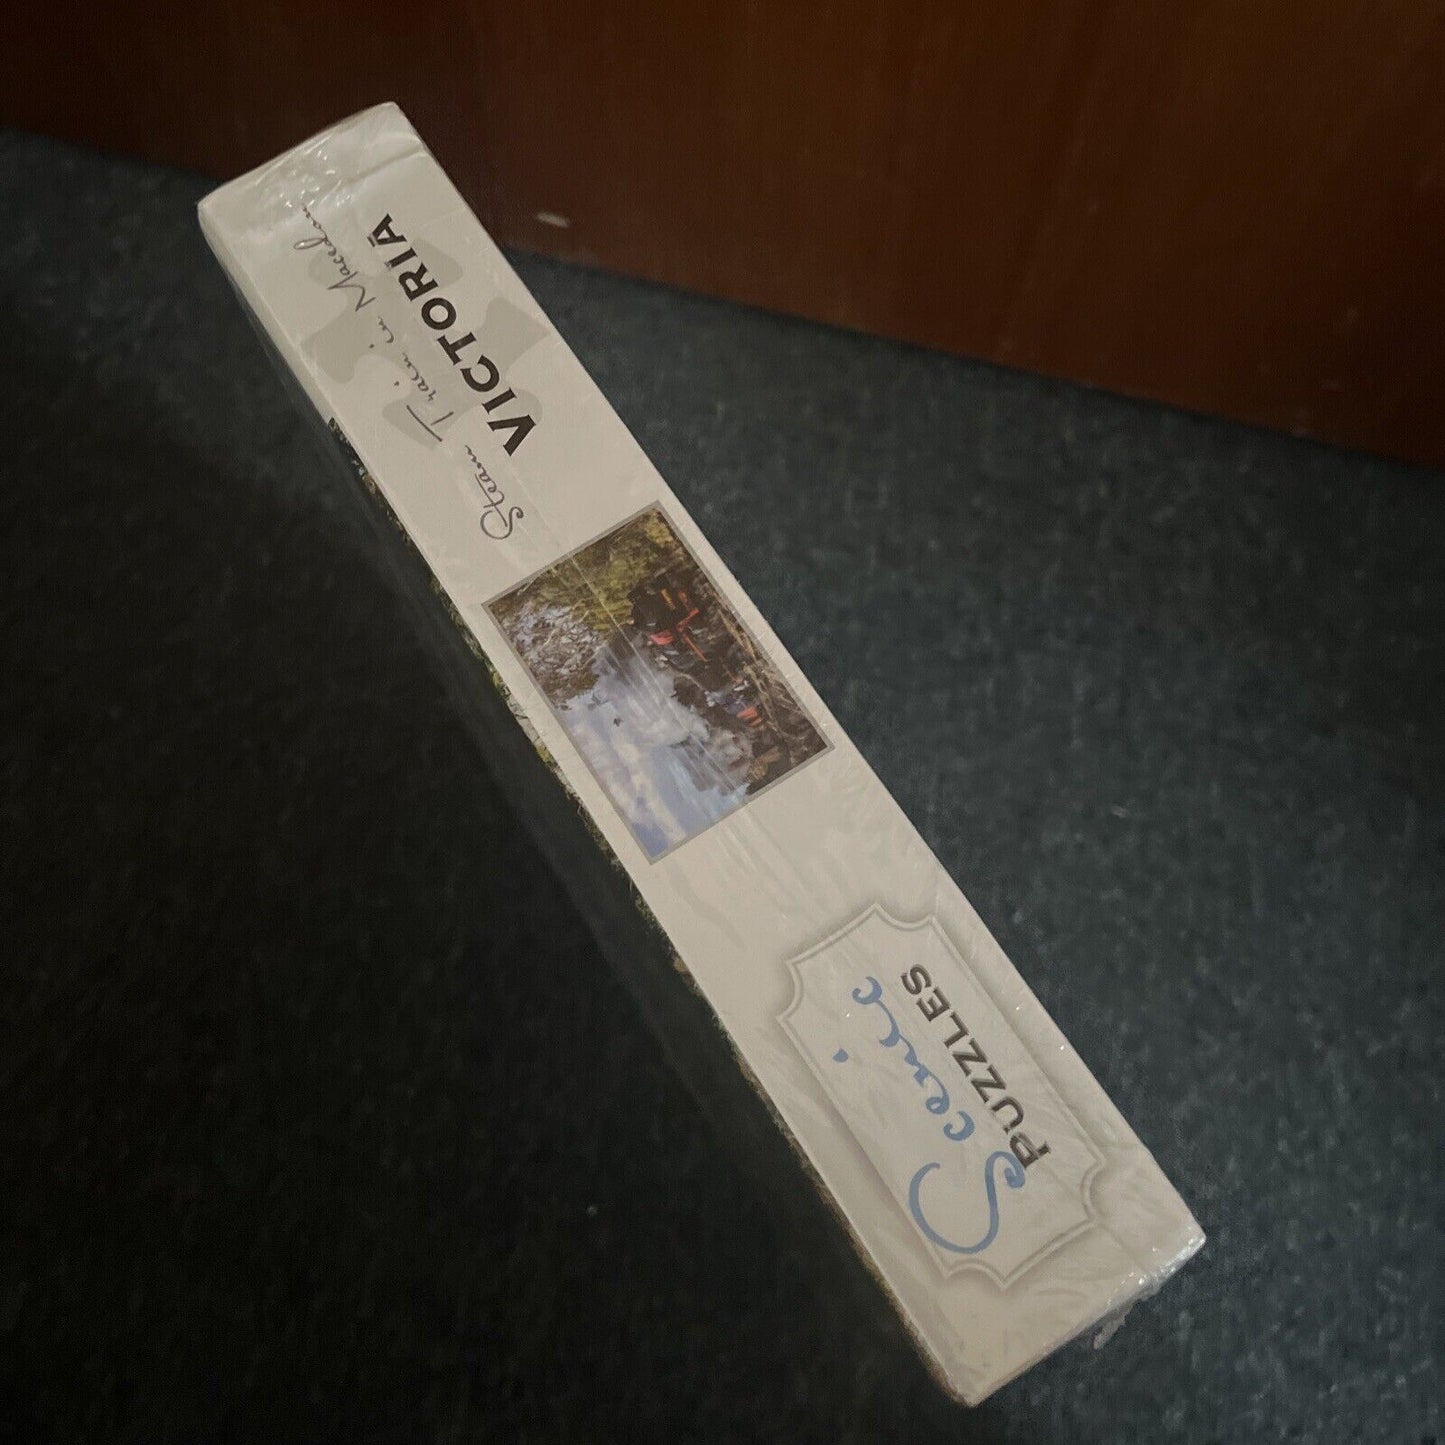 Scenic
PUZZLES
Steam Train in Macedon
VICTORIA